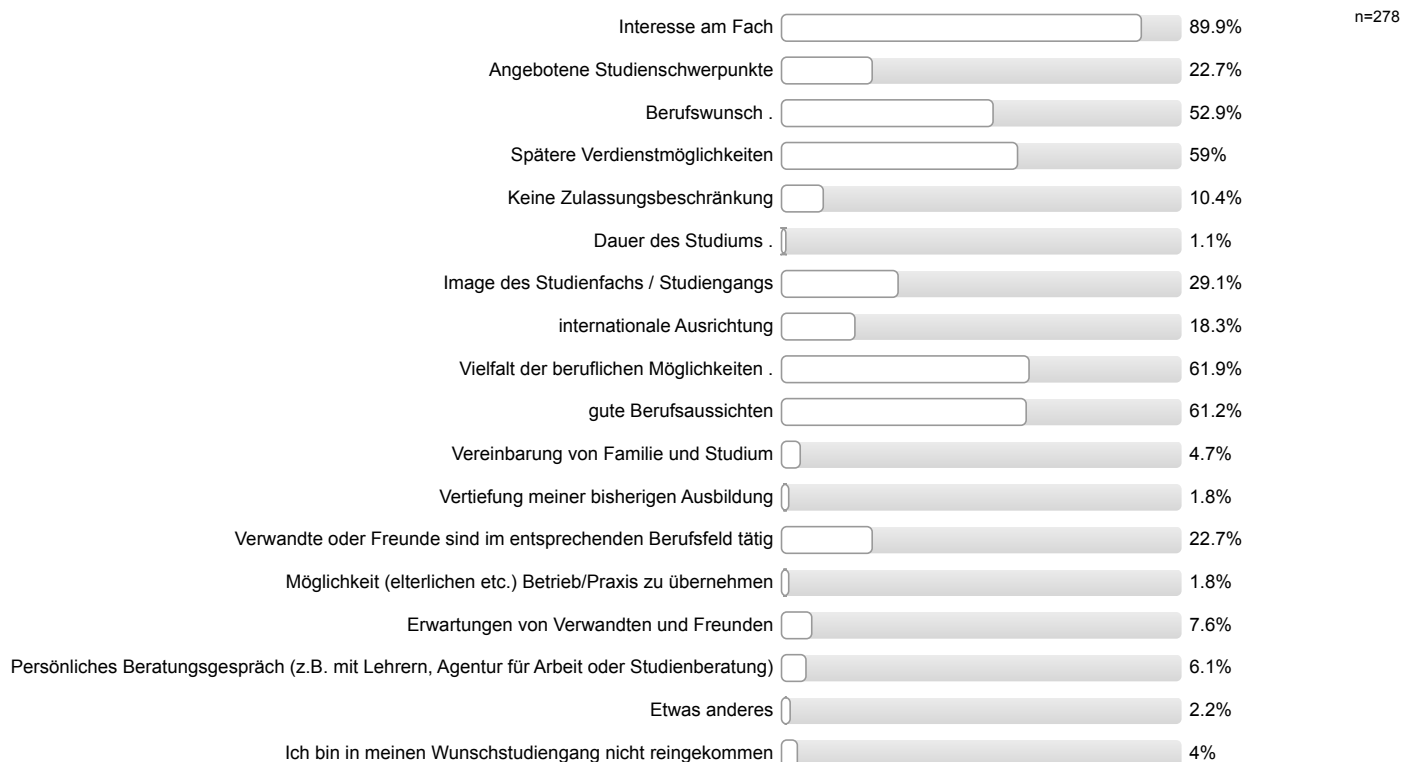 n=278
Interesse am Fach 89.9%
Angebotene Studienschwerpunkte 22.7%
Berufswunsch . 52.9%
Spätere Verdienstmöglichkeiten 59%
Keine Zulassungsbeschränkung 10.4%
Dauer des Studiums . 1.1%
Image des Studienfachs / Studiengangs 29.1%
internationale Ausrichtung 18.3%
Vielfalt der beruflichen Möglichkeiten . 61.9%
gute Berufsaussichten 61.2%
Vereinbarung von Familie und Studium 4.7%
Vertiefung meiner bisherigen Ausbildung 1.8%
Verwandte oder Freunde sind im entsprechenden Berufsfeld tätig 22.7%
Möglichkeit (elterlichen etc.) Betrieb/Praxis zu übernehmen 1.8%
Erwartungen von Verwandten und Freunden 7.6%
Persönliches Beratungsgespräch (z.B. mit Lehrern, Agentur für Arbeit oder Studienberatung) 6.1%
Etwas anderes 2.2%
Ich bin in meinen Wunschstudiengang nicht reingekommen 4%